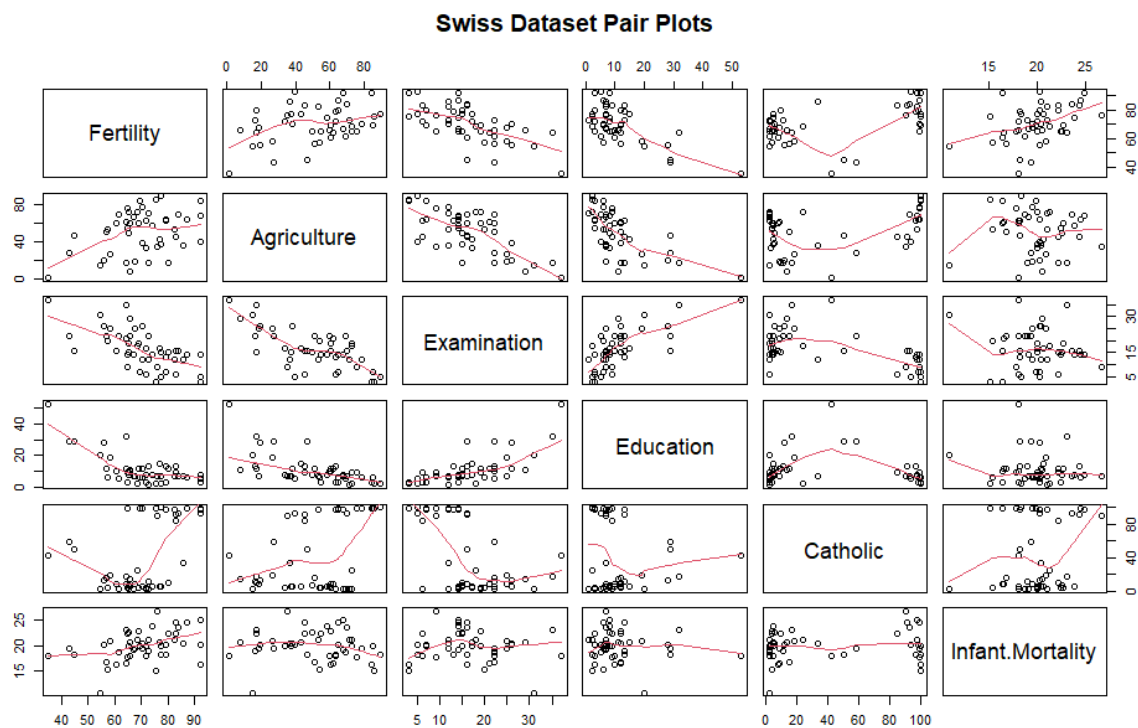 Swiss Dataset Pair Plots
0 20 40 60 80
0 10 20 30 40 50
15 20 25
Fertility
40 60 80
0 40 80
Agriculture
Examination
5 15 30
0 20 40
Education
Catholic
0 40 80
15 20 25
Infant.Mortality
40 50 60 70 80 90
5 10 20 30
0 20 40 60 80 100